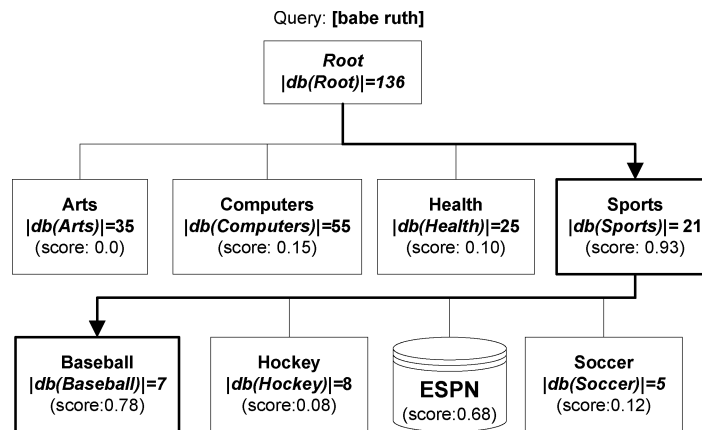 Query: [babe ruth]
Root
|db(Root)|=136
Arts
|db(Arts)|=35
(score: 0.0)
Computers
|db(Computers)|=55
(score: 0.15)
Health
|db(Health)|=25
(score: 0.10)
Sports
|db(Sports)|= 21
(score: 0.93)
Baseball
|db(Baseball)|=7
(score:0.78)
Hockey
|db(Hockey)|=8
(score:0.08)
ESPN
(score:0.68)
Soccer
|db(Soccer)|=5
(score:0.12)